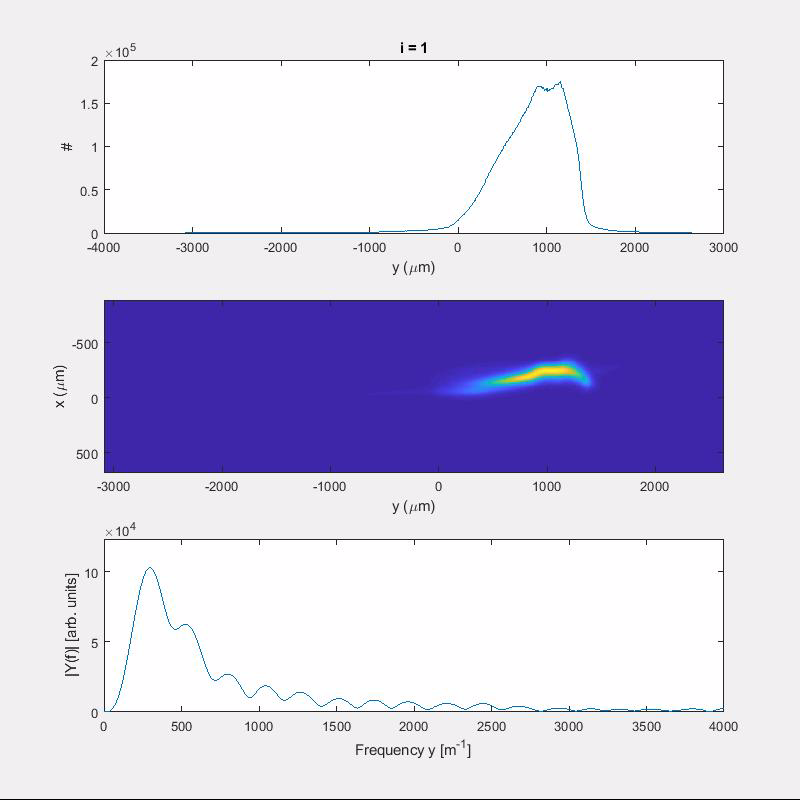 i = 1
×10^5
2
1.5
1
0.5
0
#
-4000 -3000 -2000 -1000 0 1000 2000 3000
y (μm)
-500
0
500
x (μm)
-3000 -2000 -1000 0 1000 2000
y (μm)
×10^4
10
5
0
|Y(f)| [arb. units]
0 500 1000 1500 2000 2500 3000 3500 4000
Frequency y [m^-1]